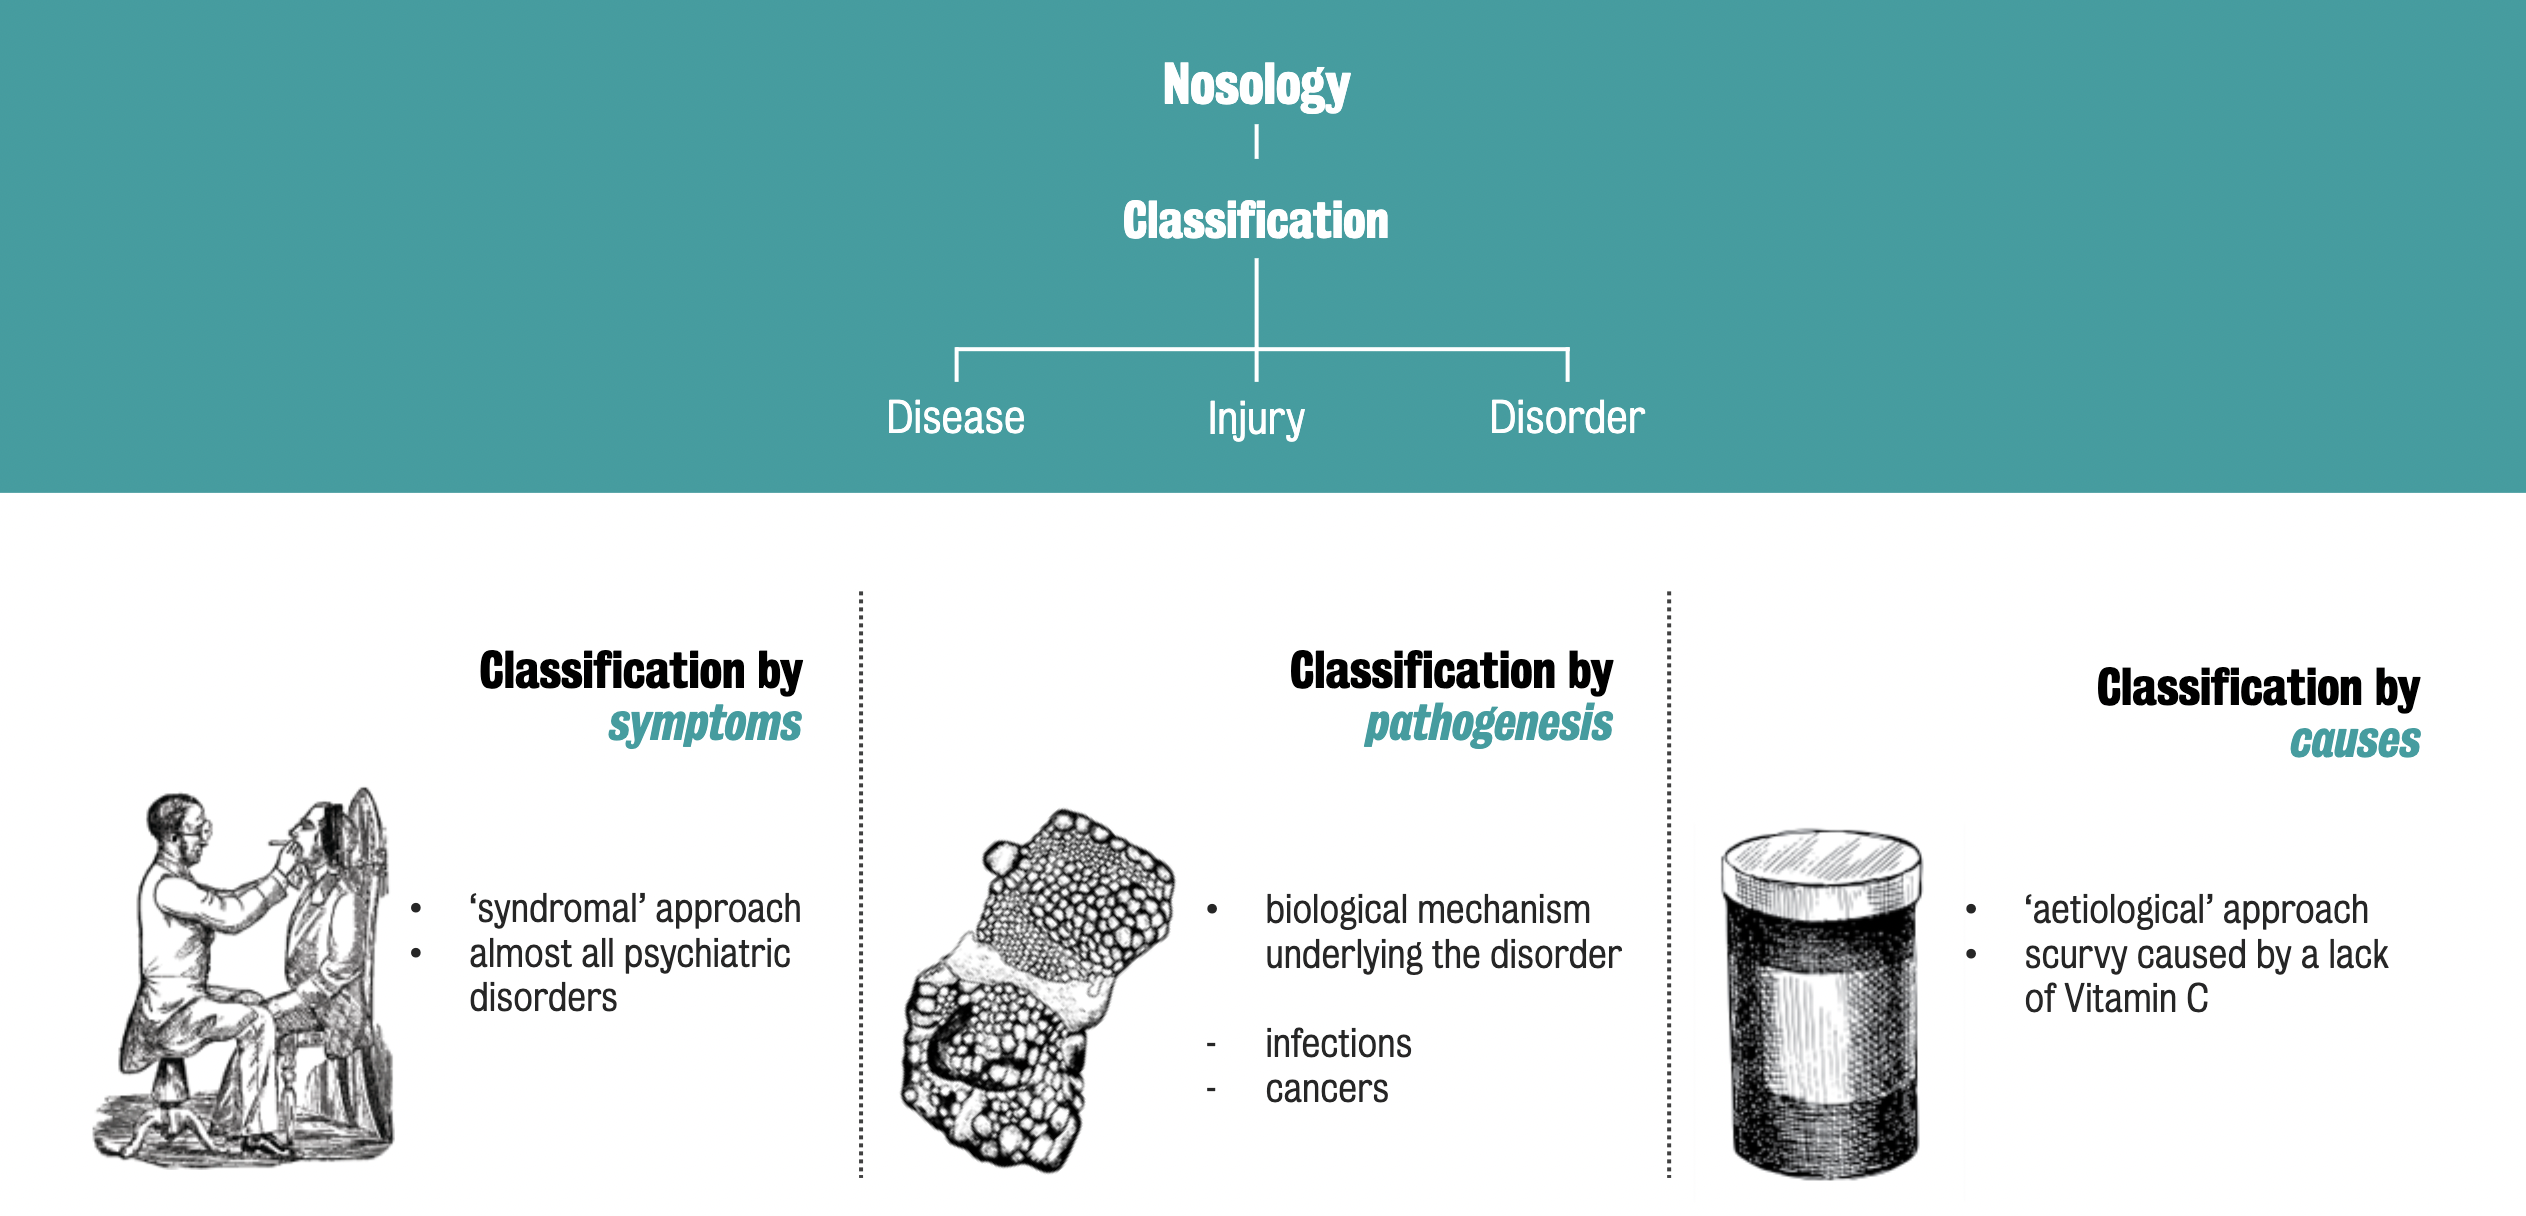 Nosology
Classification
Disease Injury Disorder
Classification by
symptoms
• ‘syndromal’ approach
• almost all psychiatric
disorders
Classification by
pathogenesis
• biological mechanism
underlying the disorder
- infections
- cancers
Classification by
causes
• ‘aetiological’ approach
• scurvy caused by a lack
of Vitamin C